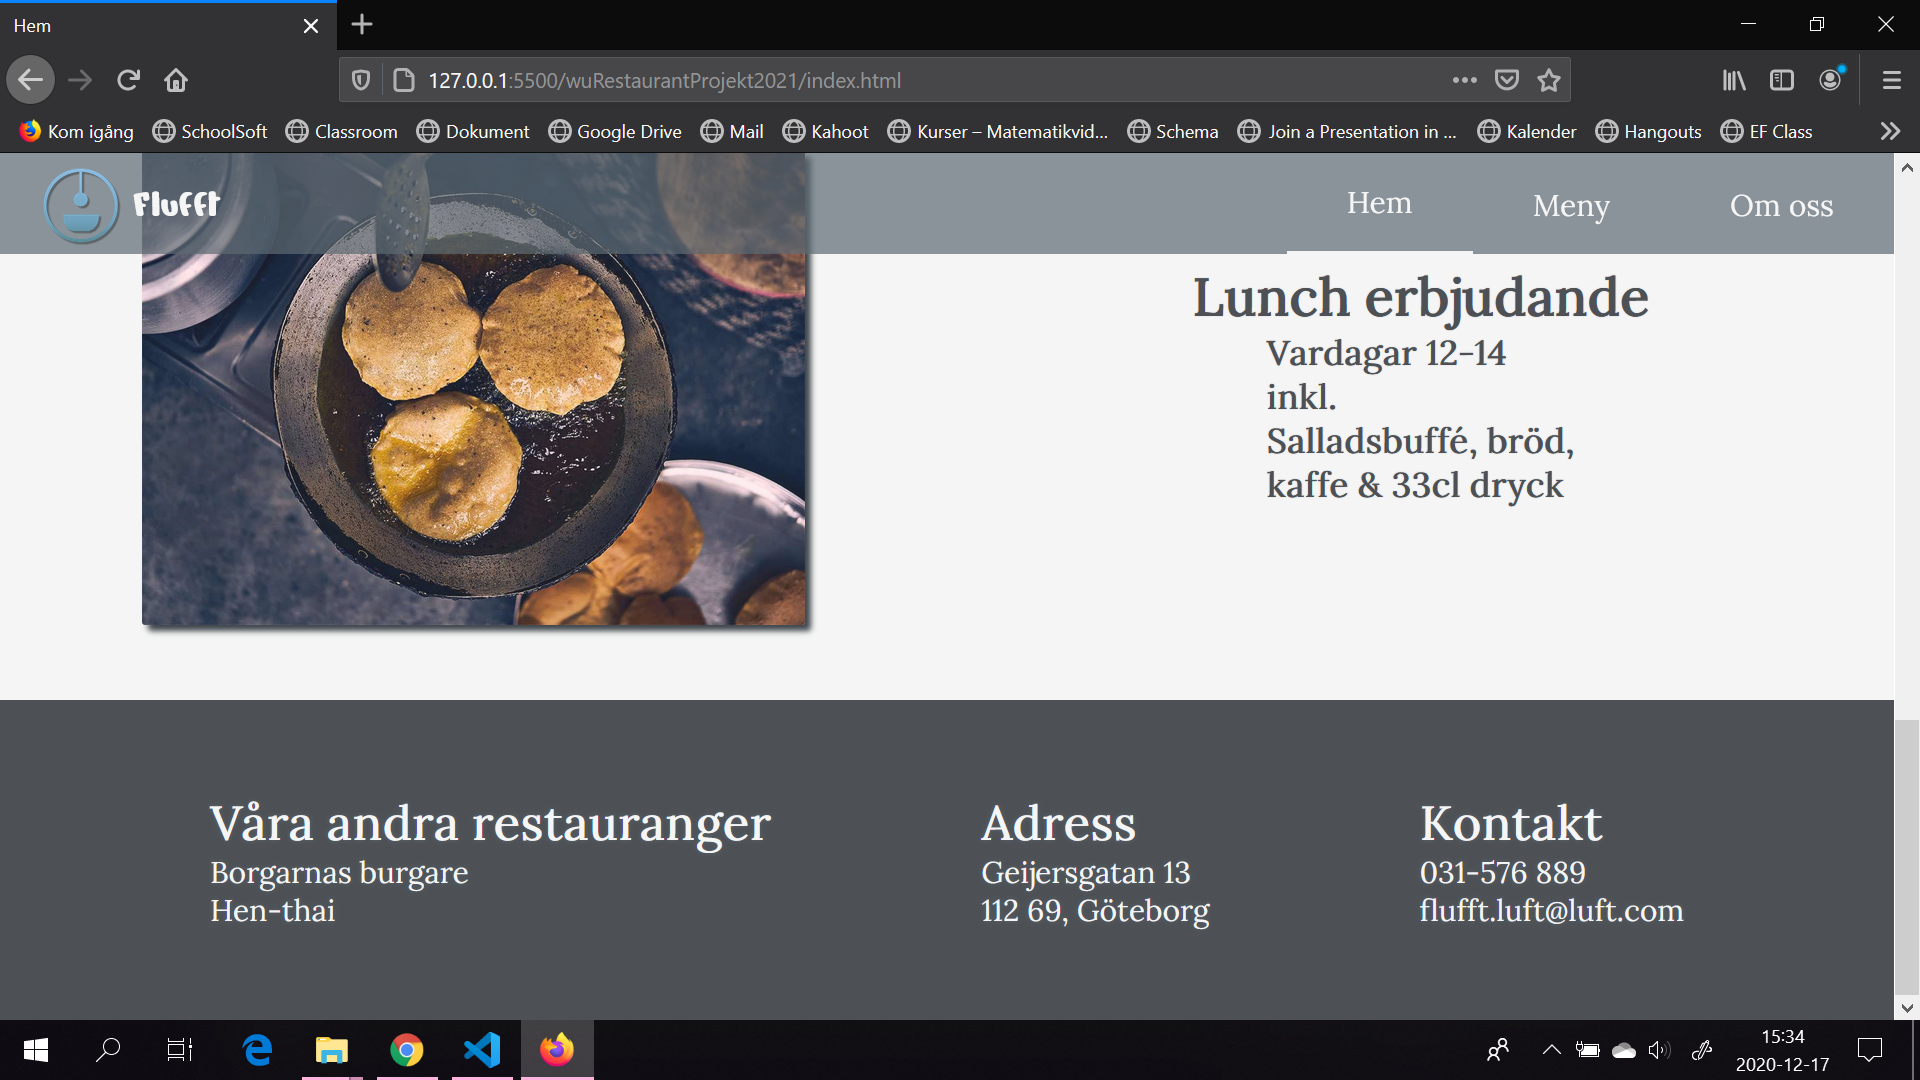 Hem
127.0.0.1:5500/wuRestaurantProjekt2021/index.html
Kom igång SchoolSoft Classroom Dokument Google Drive Mail Kahoot Kurser – Matematikvid... Schema Join a Presentation in ... Kalender Hangouts EF Class
Flufft Hem Meny Om oss
Lunch erbjudande
Vardagar 12-14
inkl.
Salladsbuffé, bröd,
kaffe & 33cl dryck
Våra andra restauranger
Borgarnas burgare
Hen-thai
Adress
Geijersgatan 13
112 69, Göteborg
Kontakt
031-576 889
flufft.luft@luft.com
15:34
2020-12-17